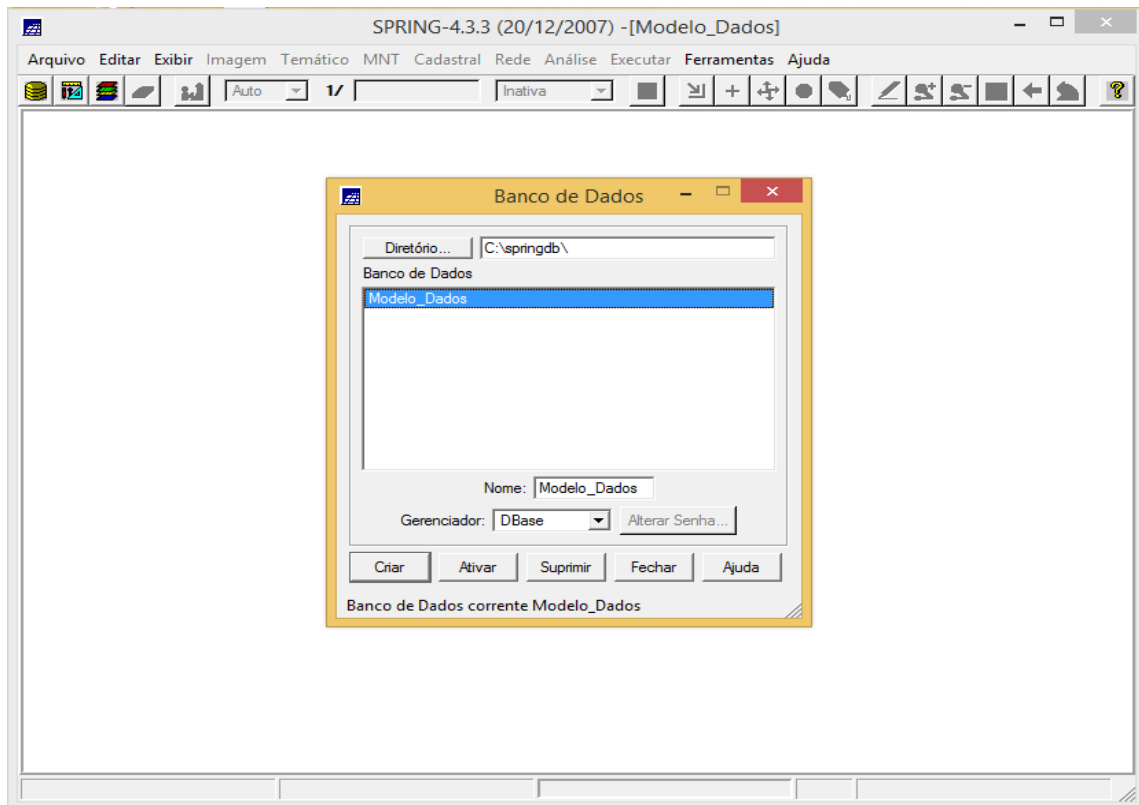 SPRING-4.3.3 (20/12/2007) -[Modelo_Dados]
Arquivo Editar Exibir Imagem Temático MNT Cadastral Rede Análise Executar Ferramentas Ajuda
Auto 1/ Inativa
Banco de Dados
Diretório... C:\springdb\
Banco de Dados
Modelo_Dados
Nome: Modelo_Dados
Gerenciador: DBase Alterar Senha...
Criar Ativar Suprimir Fechar Ajuda
Banco de Dados corrente Modelo_Dados